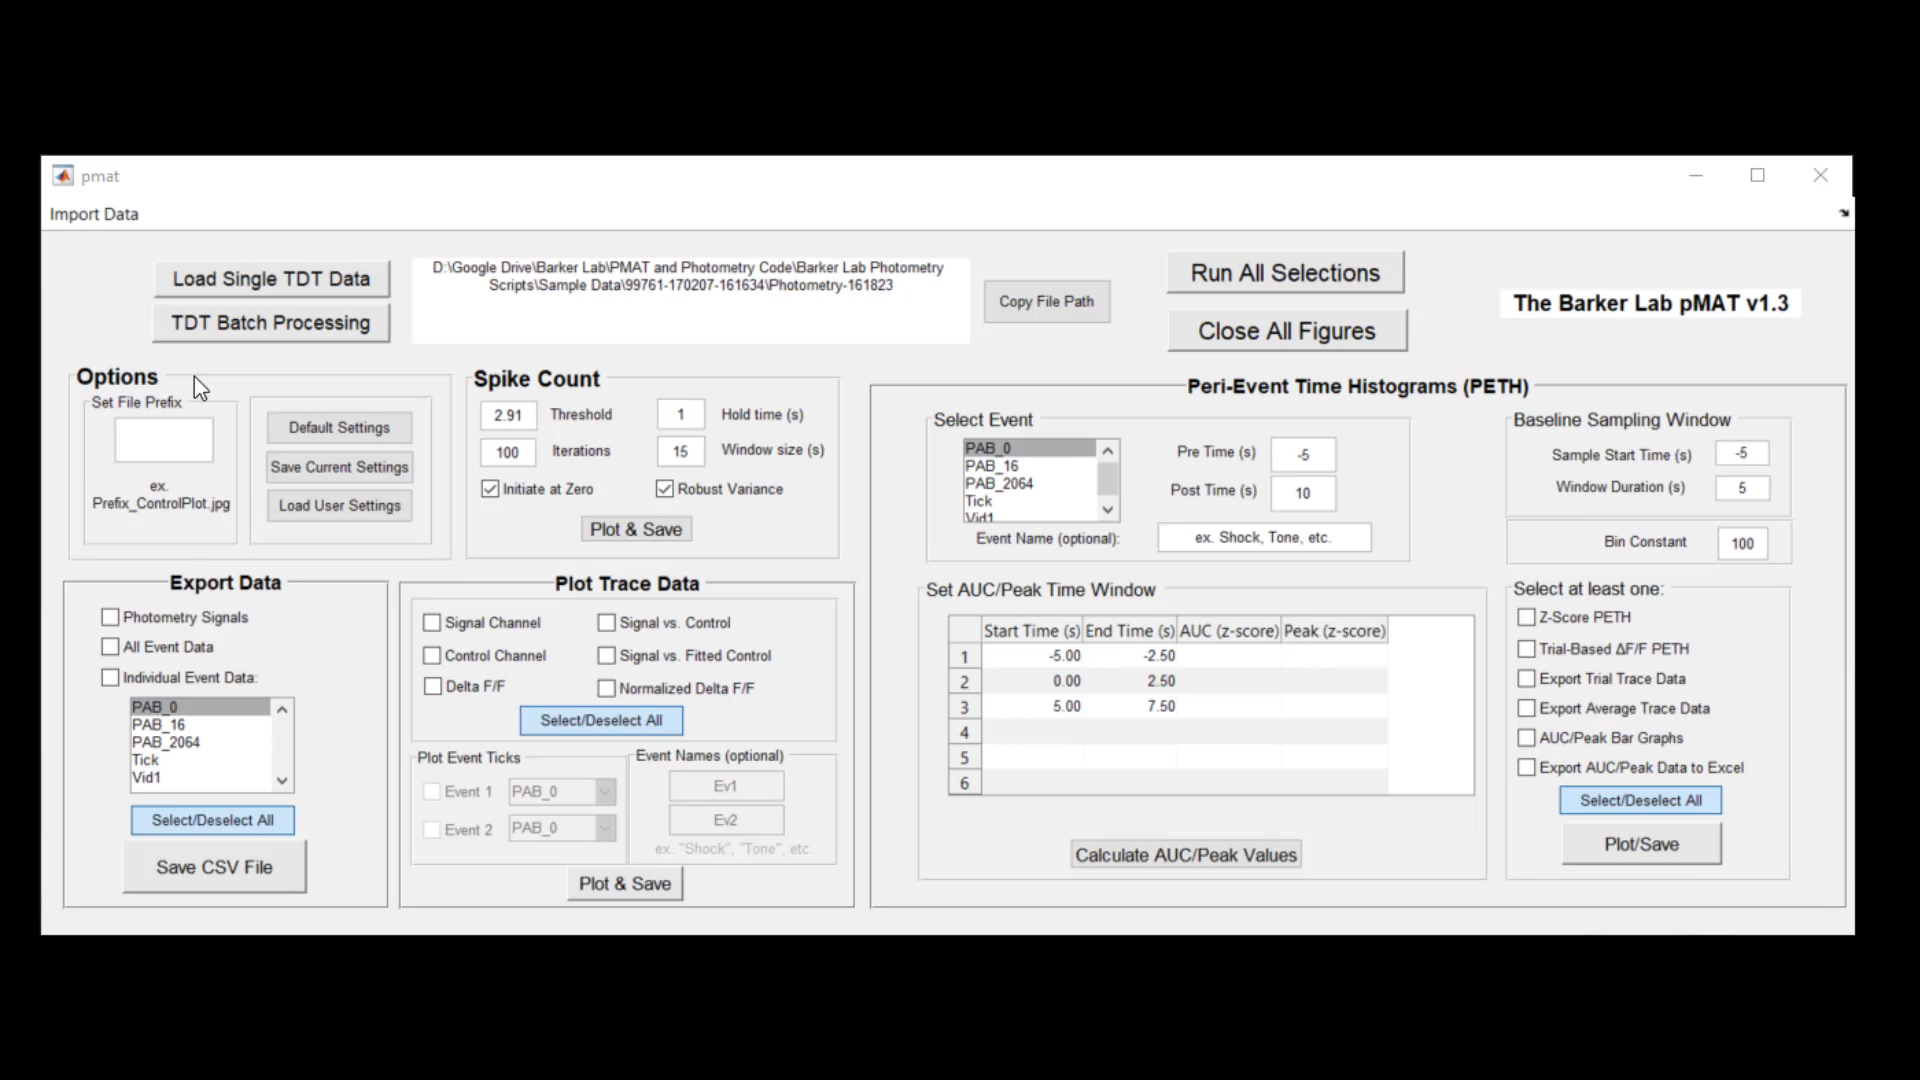 pmat
Import Data
Load Single TDT Data
TDT Batch Processing
D:\Google Drive\Barker Lab\PMAT and Photometry Code\Barker Lab Photometry
Scripts\Sample Data\99761-170207-161634\Photometry-161823
Copy File Path
Run All Selections
Close All Figures
The Barker Lab pMAT v1.3
Options
Set File Prefix
ex.
Prefix_ControlPlot.jpg
Default Settings
Save Current Settings
Load User Settings
Spike Count
2.91 Threshold 1 Hold time (s)
100 Iterations 15 Window size (s)
Initiate at Zero Robust Variance
Plot & Save
Export Data
Photometry Signals
All Event Data
Individual Event Data:
PAB_0
PAB_16
PAB_2064
Tick
Vid1
Select/Deselect All
Save CSV File
Plot Trace Data
Signal Channel Signal vs. Control
Control Channel Signal vs. Fitted Control
Delta F/F Normalized Delta F/F
Select/Deselect All
Plot Event Ticks
Event 1 PAB_0
Event 2 PAB_0
Event Names (optional)
Ev1
Ev2
ex. "Shock", "Tone", etc.
Plot & Save
Peri-Event Time Histograms (PETH)
Select Event
PAB_0
PAB_16
PAB_2064
Tick
Vid1
Pre Time (s) -5
Post Time (s) 10
Event Name (optional): ex. Shock, Tone, etc.
Baseline Sampling Window
Sample Start Time (s) -5
Window Duration (s) 5
Bin Constant 100
Set AUC/Peak Time Window
Start Time (s) End Time (s) AUC (z-score) Peak (z-score)
1 -5.00 -2.50
2 0.00 2.50
3 5.00 7.50
4
5
6
Calculate AUC/Peak Values
Select at least one:
Z-Score PETH
Trial-Based ΔF/F PETH
Export Trial Trace Data
Export Average Trace Data
AUC/Peak Bar Graphs
Export AUC/Peak Data to Excel
Select/Deselect All
Plot/Save